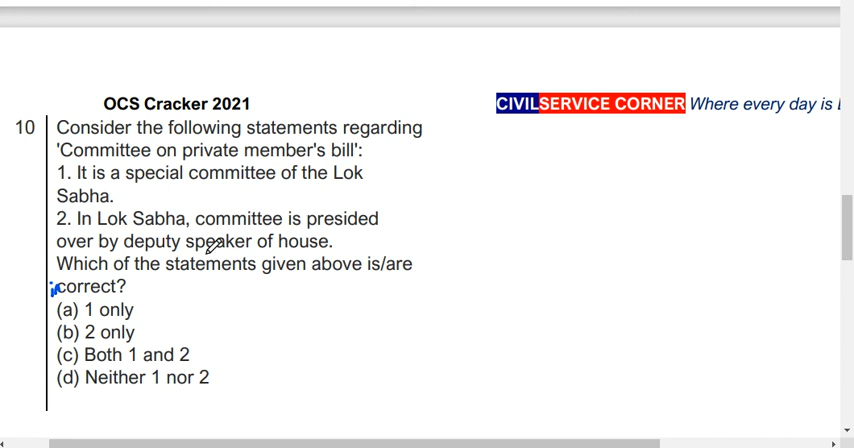 OCS Cracker 2021
CIVILSERVICE CORNER Where every day is
10 Consider the following statements regarding
'Committee on private member's bill':
1. It is a special committee of the Lok
Sabha.
2. In Lok Sabha, committee is presided
over by deputy speaker of house.
Which of the statements given above is/are
correct?
(a) 1 only
(b) 2 only
(c) Both 1 and 2
(d) Neither 1 nor 2